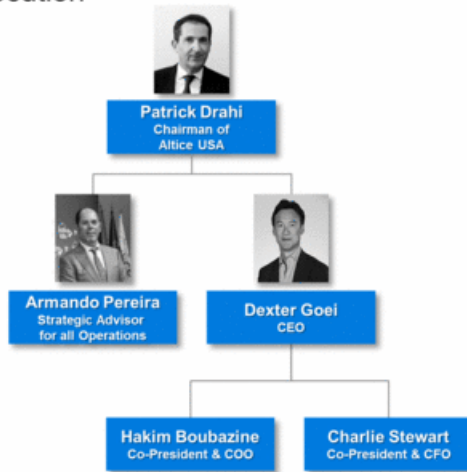 Patrick Drahi
Chairman of
Altice USA
Armando Pereira
Strategic Advisor
for all Operations
Dexter Goei
CEO
Hakim Boubazine
Co-President & COO
Charlie Stewart
Co-President & CFO